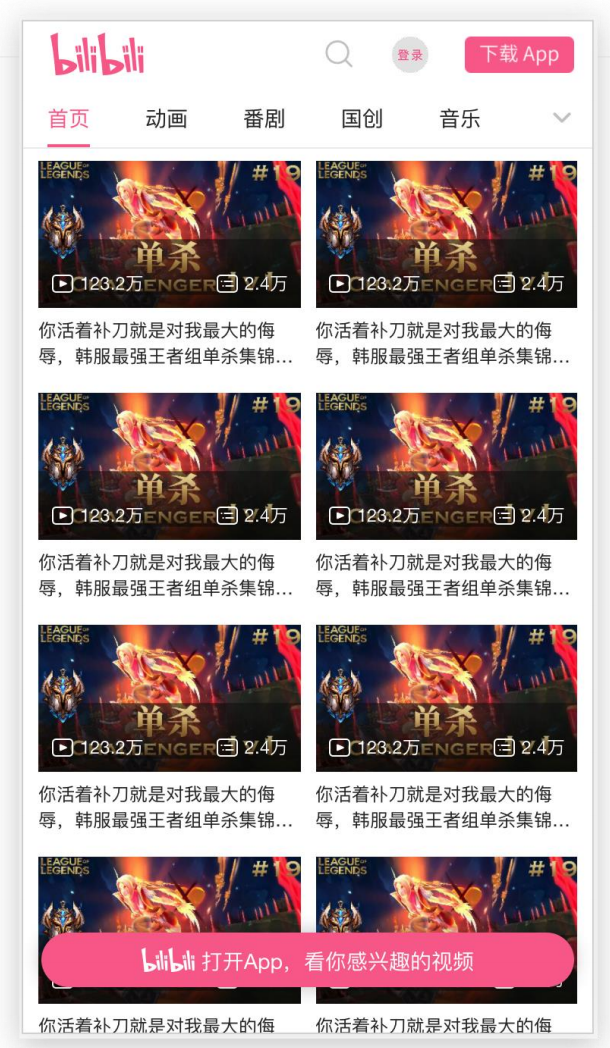 bilibili
登录
下载 App
首页 动画 番剧 国创 音乐
LEAGUE OF LEGENDS #19
单杀
123.2万 2.4万
LEAGUE OF LEGENDS #19
单杀
123.2万 2.4万
你活着补刀就是对我最大的侮
辱，韩服最强王者组单杀集锦...
你活着补刀就是对我最大的侮
辱，韩服最强王者组单杀集锦...
LEAGUE OF LEGENDS #19
单杀
123.2万 2.4万
LEAGUE OF LEGENDS #19
单杀
123.2万 2.4万
你活着补刀就是对我最大的侮
辱，韩服最强王者组单杀集锦...
你活着补刀就是对我最大的侮
辱，韩服最强王者组单杀集锦...
LEAGUE OF LEGENDS #19
单杀
123.2万 2.4万
LEAGUE OF LEGENDS #19
单杀
123.2万 2.4万
你活着补刀就是对我最大的侮
辱，韩服最强王者组单杀集锦...
你活着补刀就是对我最大的侮
辱，韩服最强王者组单杀集锦...
LEAGUE OF LEGENDS #19
LEAGUE OF LEGENDS #19
bilibili 打开App，看你感兴趣的视频
你活着补刀就是对我最大的侮
你活着补刀就是对我最大的侮